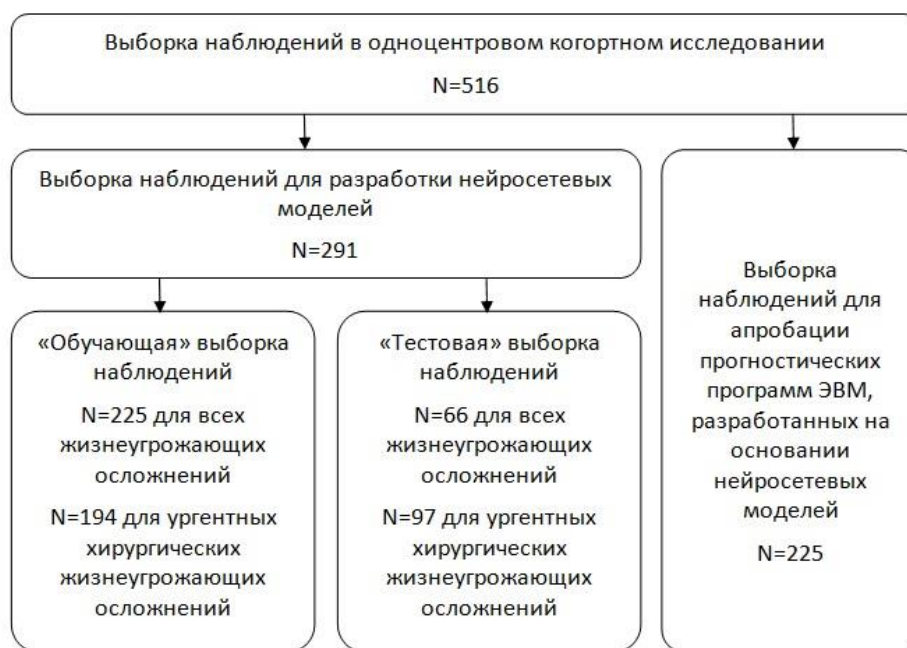 Выборка наблюдений в одноцентровом когортном исследовании
N=516
Выборка наблюдений для разработки нейросетевых
моделей
N=291
«Обучающая» выборка
наблюдений
N=225 для всех
жизнеугрожающих
осложнений
N=194 для ургентных
хирургических
жизнеугрожающих
осложнений
«Тестовая» выборка
наблюдений
N=66 для всех
жизнеугрожающих
осложнений
N=97 для ургентных
хирургических
жизнеугрожающих
осложнений
Выборка
наблюдений для
апробации
прогностических
программ ЭВМ,
разработанных на
основании
нейросетевых
моделей
N=225